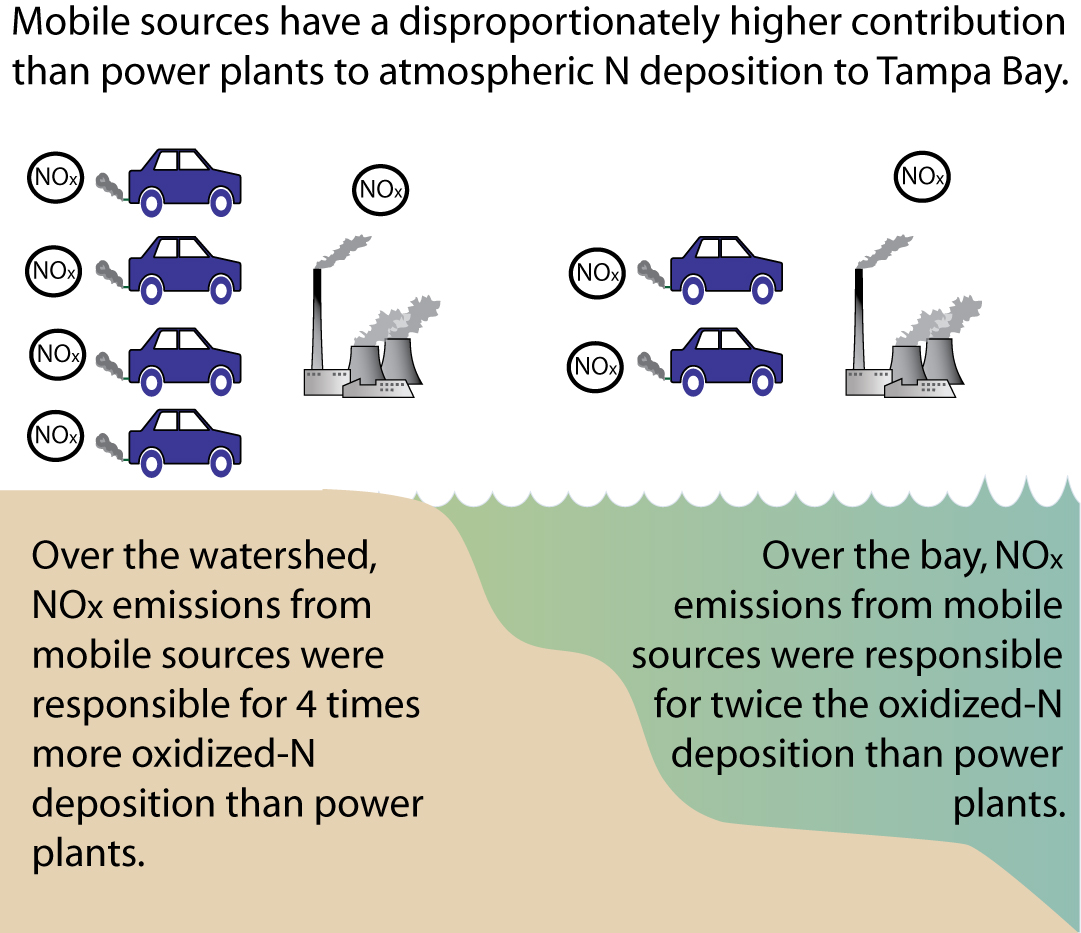 Mobile sources have a disproportionately higher contribution
than power plants to atmospheric N deposition to Tampa Bay.
NOx
NOx
NOx
NOx
NOx
NOx
NOx
NOx
Over the watershed,
NOx emissions from
mobile sources were
responsible for 4 times
more oxidized-N
deposition than power
plants.
Over the bay, NOx
emissions from mobile
sources were responsible
for twice the oxidized-N
deposition than power
plants.